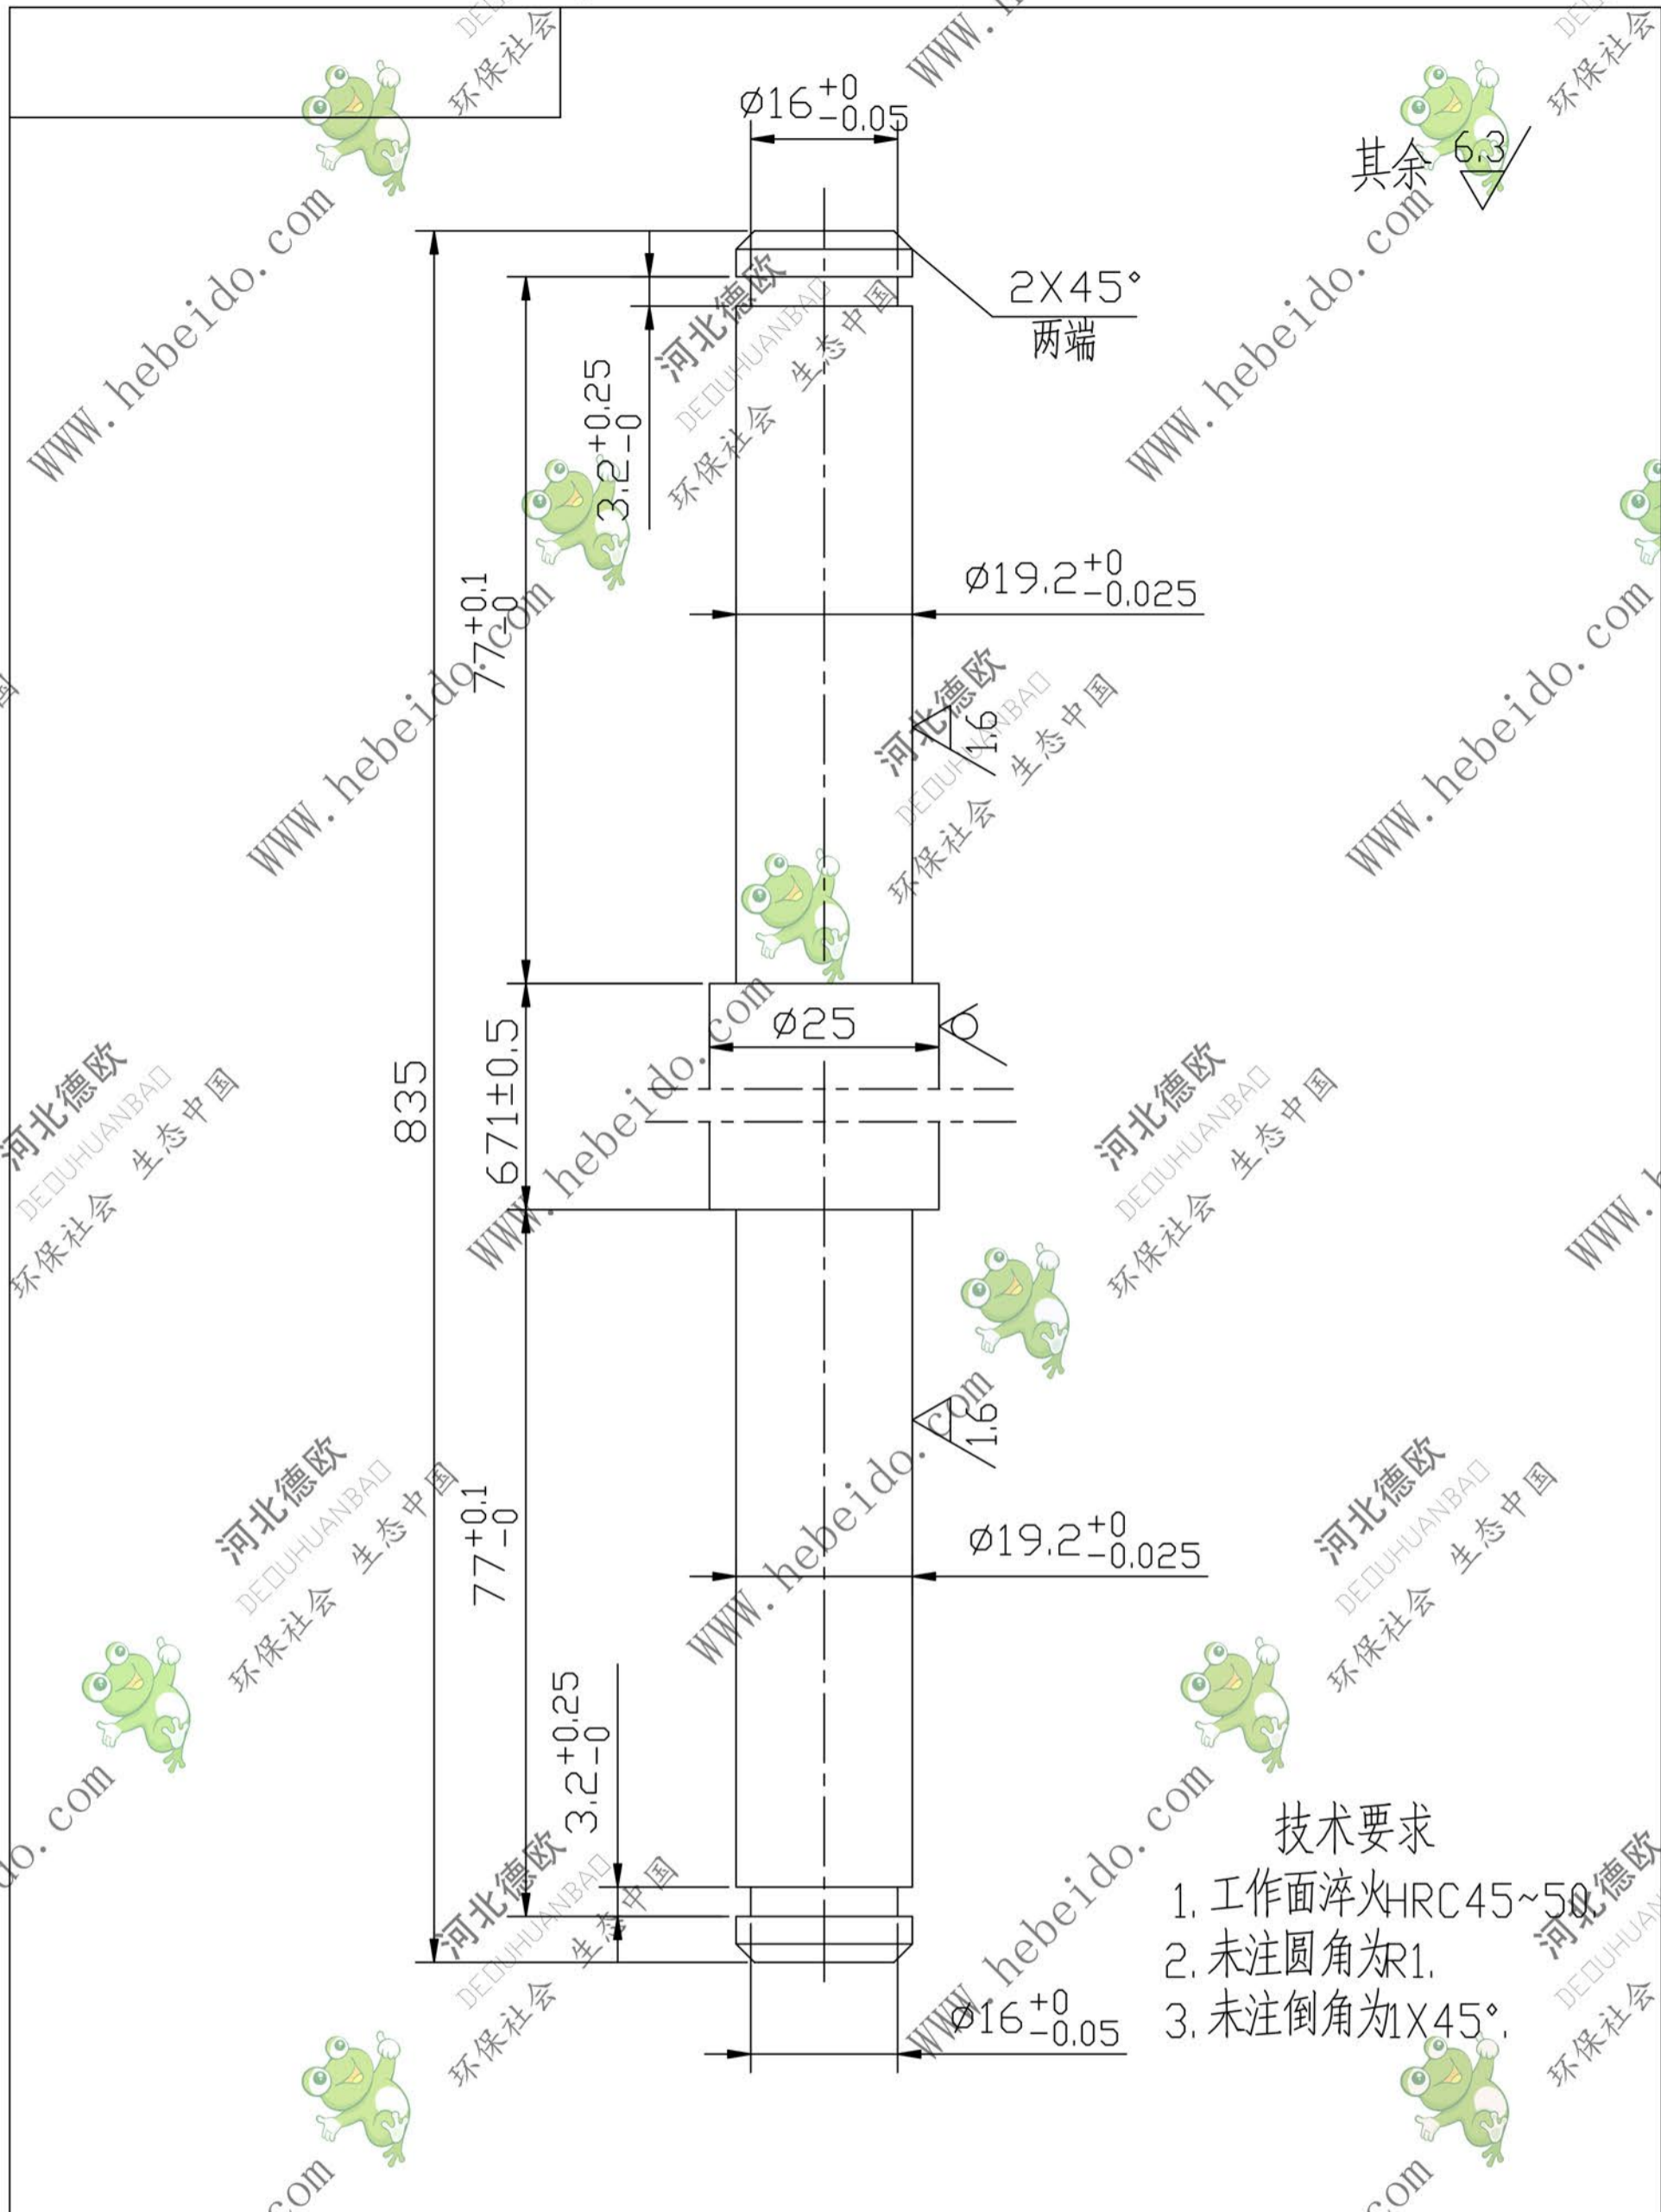 Ø16+0 -0.05
其余 6.3
2X45°
两端
3.2+0.25 -0
77+0.1 -0
Ø19.2+0 -0.025
1.6
Ø25
835
671±0.5
1.6
77+0.1 -0
Ø19.2+0 -0.025
3.2+0.25 -0
技术要求
1. 工作面淬火HRC45~50
2. 未注圆角为R1.
3. 未注倒角为1X45°.
Ø16+0 -0.05
河北德欧
DEOUHUANBAO
环保社会 生态中国
WWW.hebeido.com